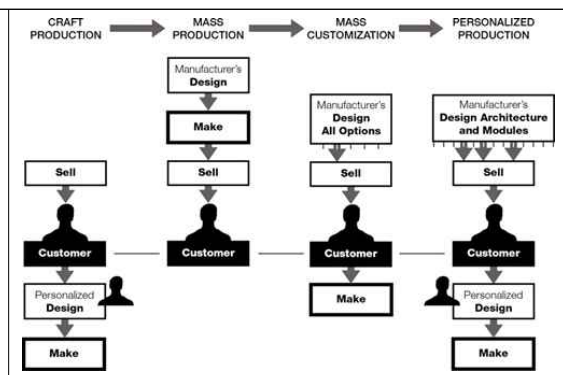 CRAFT
PRODUCTION
MASS
PRODUCTION
MASS
CUSTOMIZATION
PERSONALIZED
PRODUCTION
Manufacturer's
Design
Make
Manufacturer's
Design
All Options
Manufacturer's
Design Architecture
and Modules
Sell
Sell
Sell
Sell
Customer
Customer
Customer
Customer
Personalized
Design
Make
Personalized
Design
Make
Make